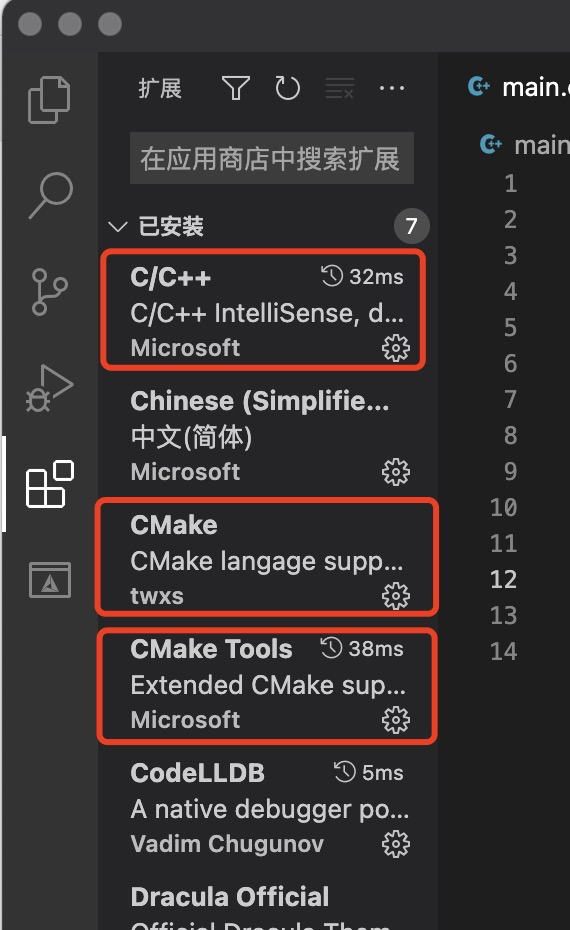 扩展
main.
在应用商店中搜索扩展
main
已安装
7
C/C++
32ms
C/C++ IntelliSense, d...
Microsoft
Chinese (Simplifie...
中文(简体)
Microsoft
CMake
CMake langage supp...
twxs
CMake Tools
38ms
Extended CMake sup...
Microsoft
CodeLLDB
5ms
A native debugger po...
Vadim Chugunov
Dracula Official
Official Dracula Them
1
2
3
4
5
6
7
8
9
10
11
12
13
14